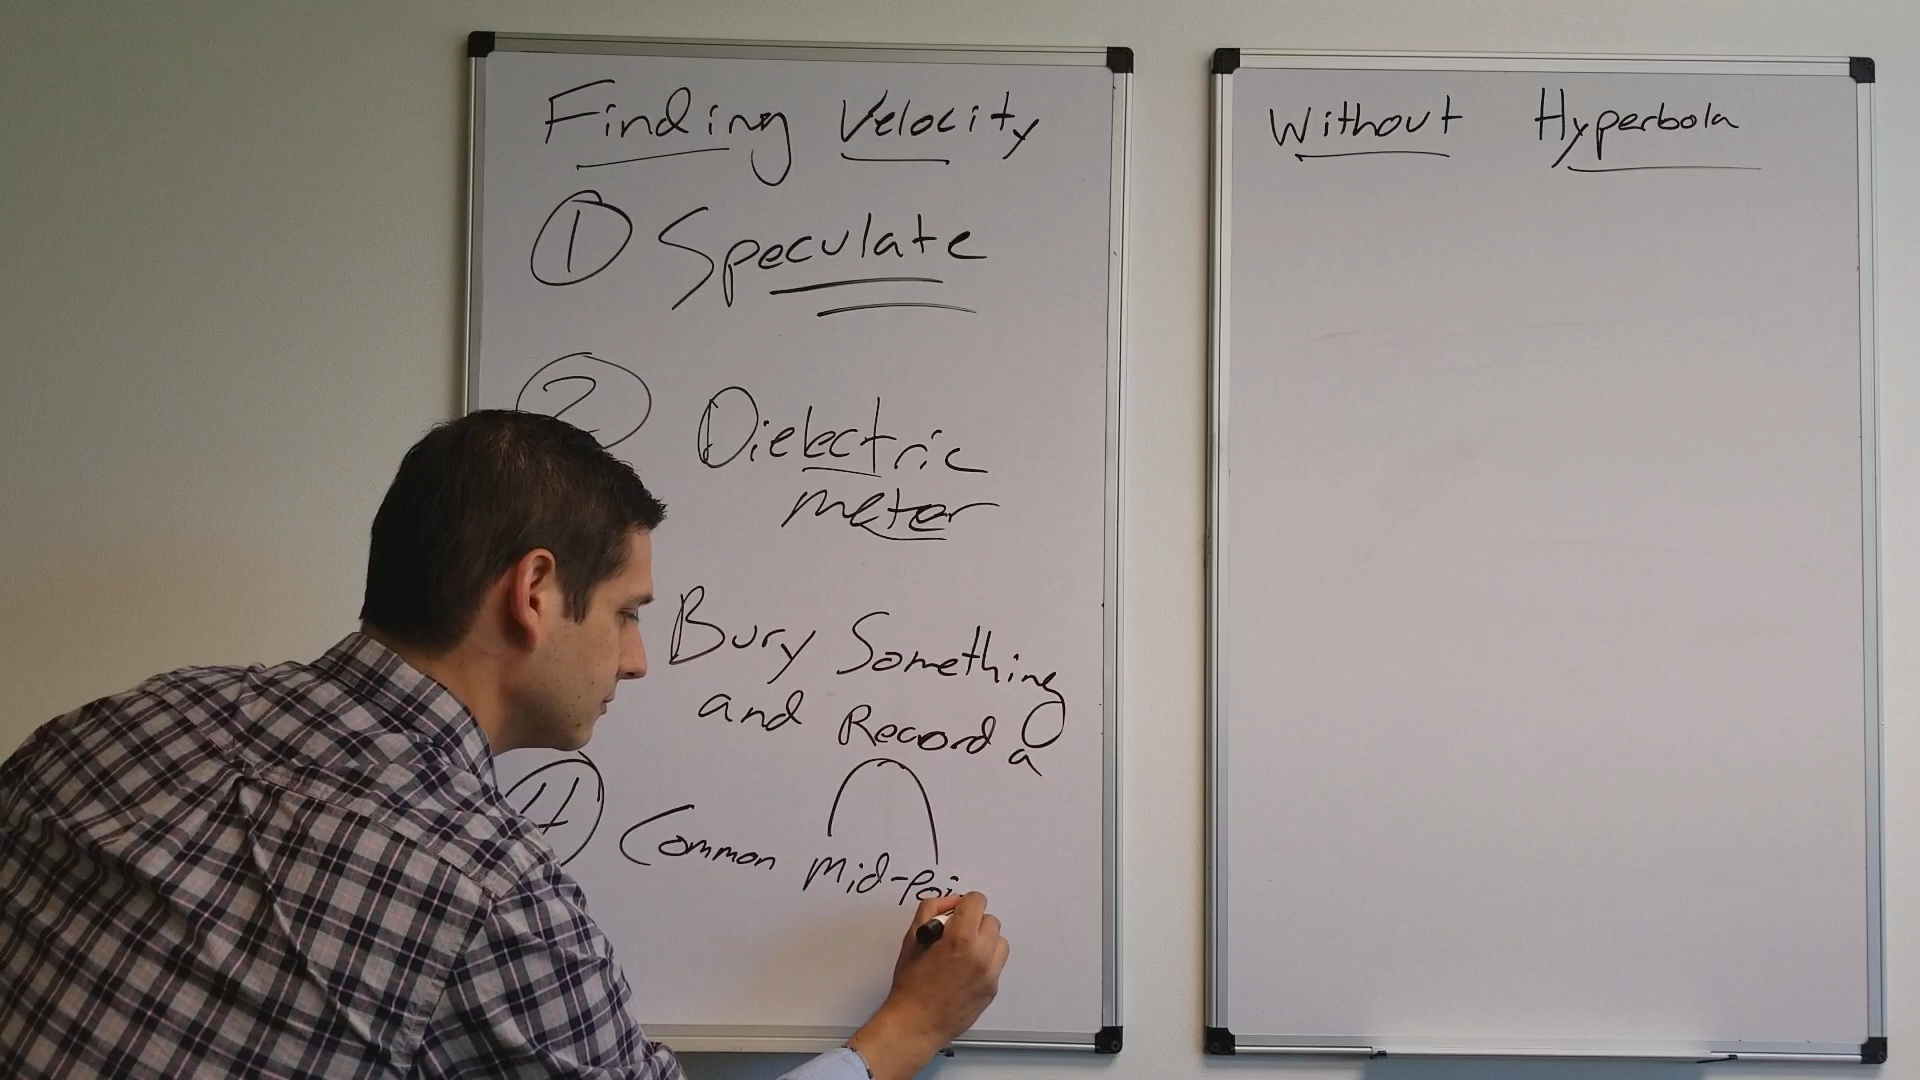 Finding Velocity
Without Hyperbola
1 Speculate
2 Dielectric
meter
Bury Something
and Record a
4 Common Mid-poi